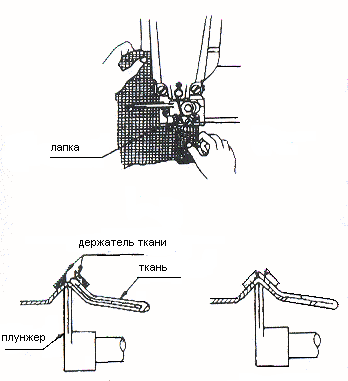 лапка
держатель ткани
ткань
плунжер